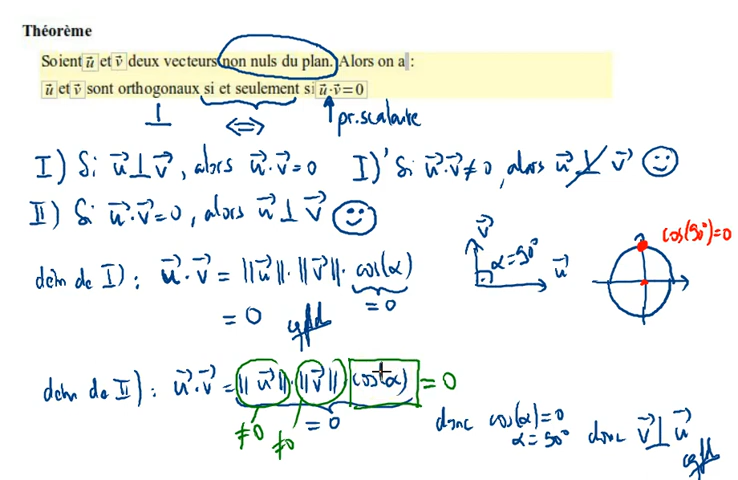 Théorème
Soient u⃗ et v⃗ deux vecteurs non nuls du plan. Alors on a :
u⃗ et v⃗ sont orthogonaux si et seulement si u⃗·v⃗=0
⊥ ⇔ pr.scalaire
I) Si u⃗⊥v⃗, alors u⃗·v⃗=0 I)' Si u⃗·v⃗≠0, alors u⃗ ⊥̸ v⃗
II) Si u⃗·v⃗=0, alors u⃗⊥v⃗
v⃗ α=90° u⃗ cos(90°)=0
dém de I) : u⃗·v⃗ = ||u⃗||·||v⃗||·cos(α)
=0
= 0 cqfd
dém de II) : u⃗·v⃗ = ||u⃗||·||v⃗|| cos(α) = 0
≠0 ≠0 = 0
donc cos(α)=0
α=90° donc v⃗⊥u⃗
cqfd